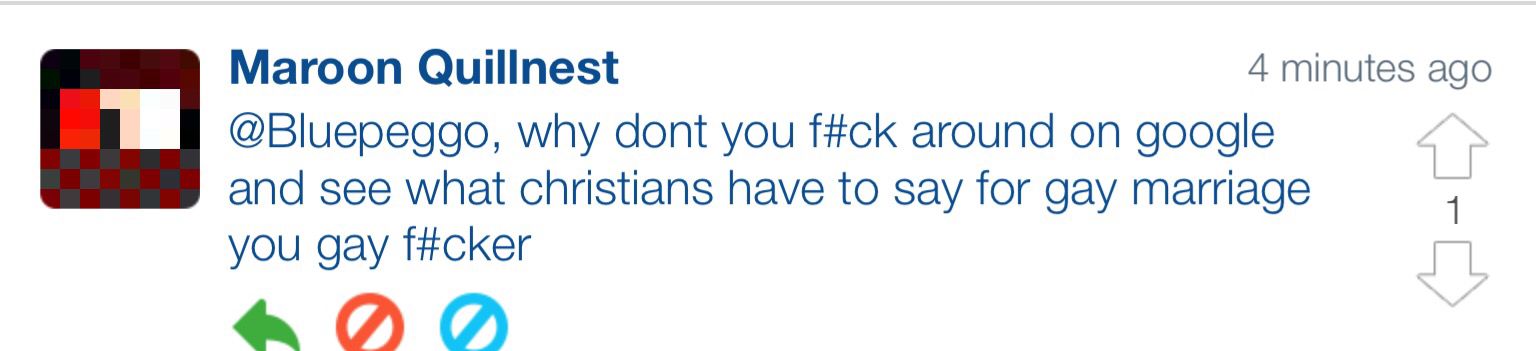 Maroon Quillnest
4 minutes ago
@Bluepeggo, why dont you f#ck around on google
and see what christians have to say for gay marriage
you gay f#cker
1